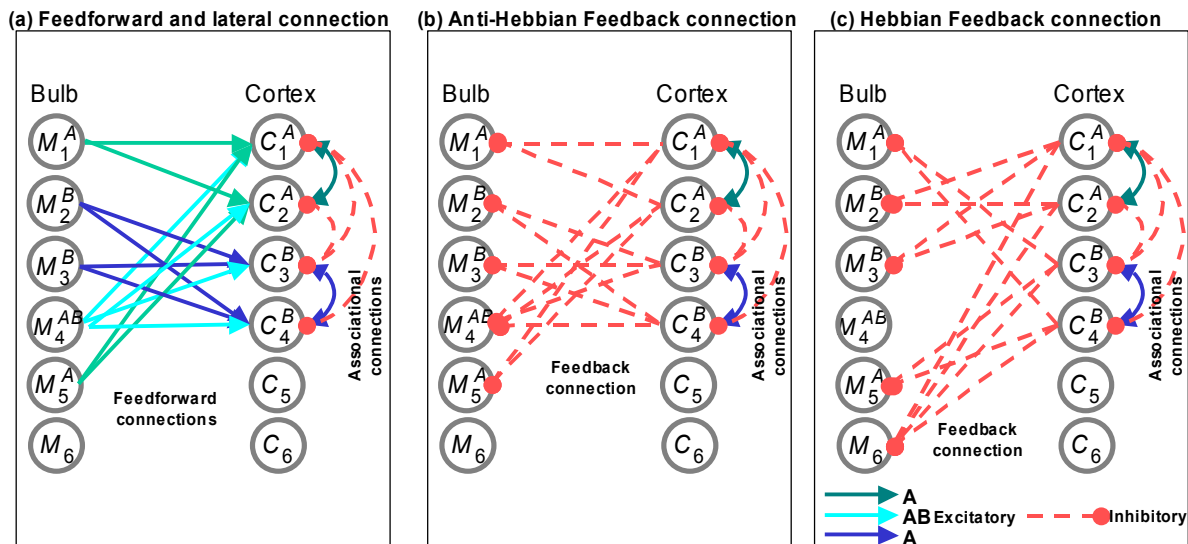 (a) Feedforward and lateral connection
Bulb Cortex
M₁ᴬ C₁ᴬ
M₂ᴮ C₂ᴬ
M₃ᴮ C₃ᴮ
M₄ᴬᴮ C₄ᴮ
M₅ᴬ C₅
M₆ C₆
Feedforward
connections
Associational
connections
(b) Anti-Hebbian Feedback connection
Bulb Cortex
M₁ᴬ C₁ᴬ
M₂ᴮ C₂ᴬ
M₃ᴮ C₃ᴮ
M₄ᴬᴮ C₄ᴮ
M₅ᴬ C₅
M₆ C₆
Feedback
connection
Associational
connections
(c) Hebbian Feedback connection
Bulb Cortex
M₁ᴬ C₁ᴬ
M₂ᴮ C₂ᴬ
M₃ᴮ C₃ᴮ
M₄ᴬᴮ C₄ᴮ
M₅ᴬ C₅
M₆ C₆
Feedback
connection
Associational
connections
A
AB Excitatory Inhibitory
A